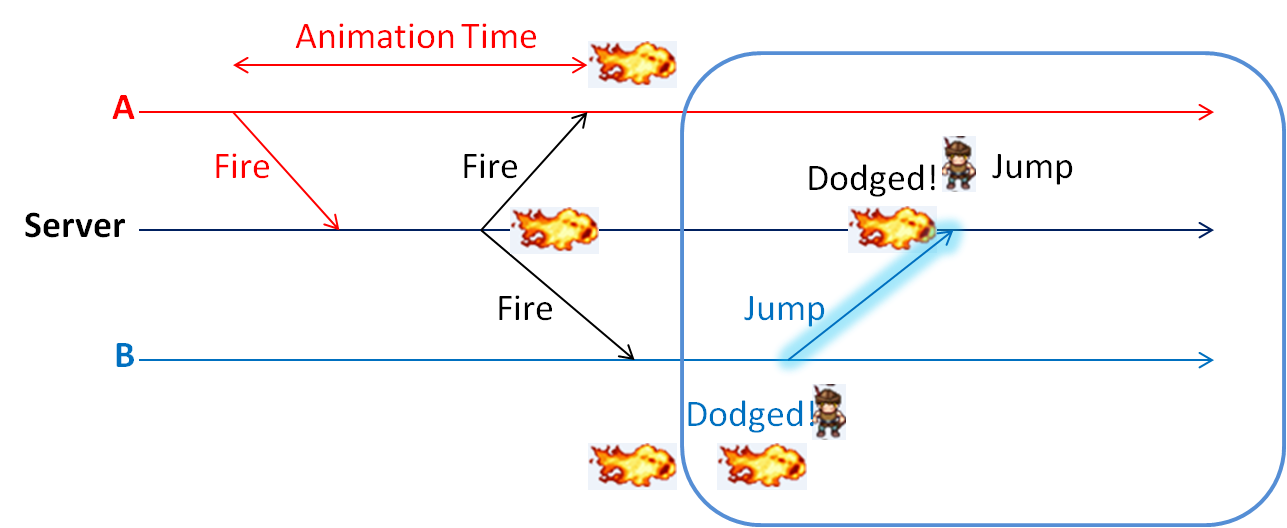 Animation Time
A
Fire
Fire
Dodged!
Jump
Server
Fire
Jump
B
Dodged!